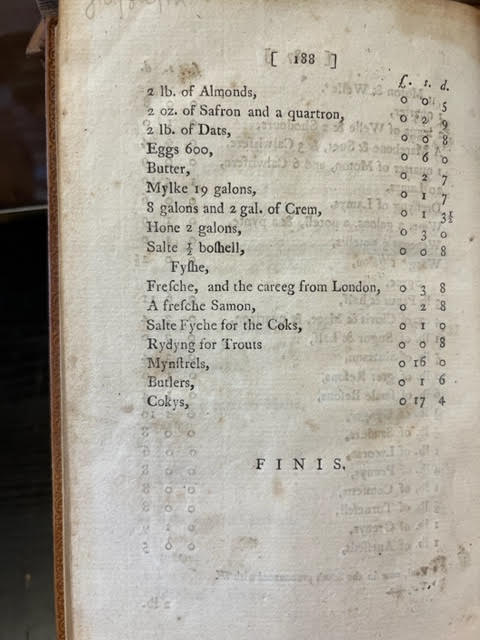 [ 188 ]
£. s. d.
2 lb. of Almonds, 0 0 5
2 oz. of Safron and a quartron, 0 2 9
2 lb. of Dats, 0 0 8
Eggs 600, 0 6 0
Butter, 0 2 7
Mylke 19 galons, 0 1 7
8 galons and 2 gal. of Crem, 0 1 3½
Hone 2 galons, 0 3 0
Salte ½ boſhell, 0 0 8
Fyſhe,
Freſche, and the careeg from London, 0 3 8
A freſche Samon, 0 2 8
Salte Fyche for the Coks, 0 1 0
Rydyng for Trouts 0 0 8
Mynſtrels, 0 16 0
Butlers, 0 1 6
Cokys, 0 17 4
FINIS.